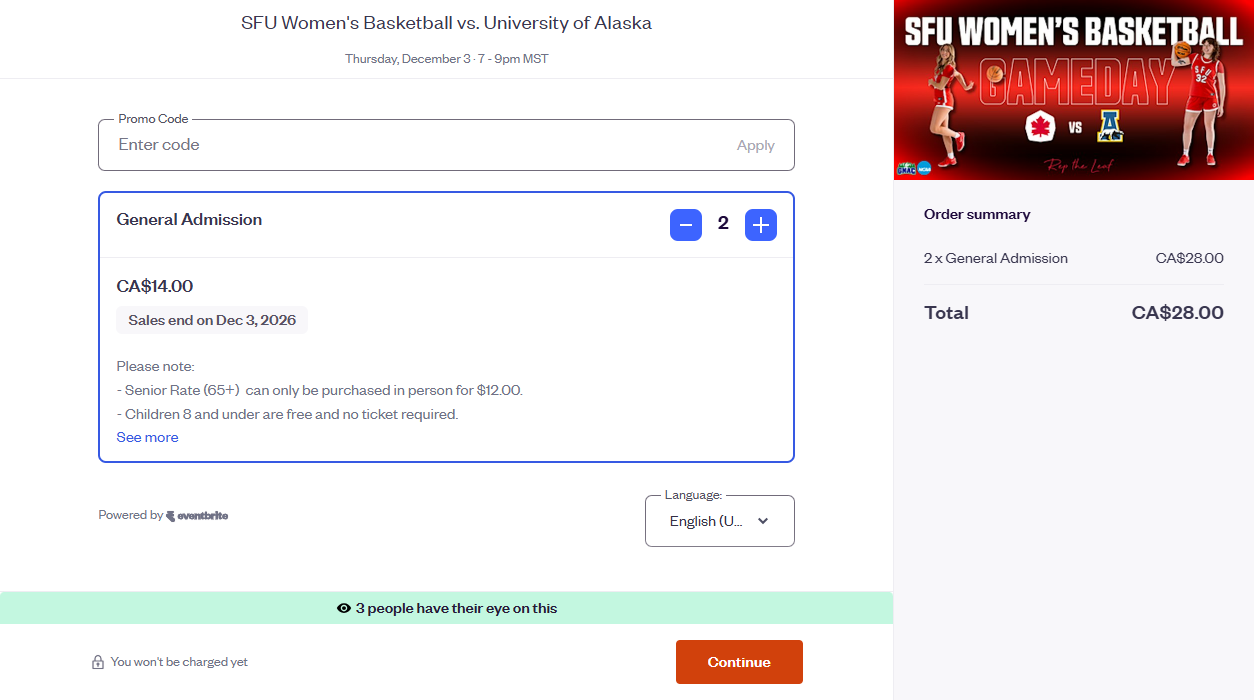 SFU Women's Basketball vs. University of Alaska
Thursday, December 3 · 7 - 9pm MST
Promo Code
Enter code
Apply
General Admission
2
CA$14.00
Sales end on Dec 3, 2026
Please note:
- Senior Rate (65+)  can only be purchased in person for $12.00.
- Children 8 and under are free and no ticket required.
See more
Powered by eventbrite
Language:
English (U...
3 people have their eye on this
You won't be charged yet
Continue
SFU WOMEN'S BASKETBALL
GAMEDAY
SFU
32
VS
A
Rep the Leaf
GNAC
NCAA
Order summary
2 x General Admission CA$28.00
Total CA$28.00